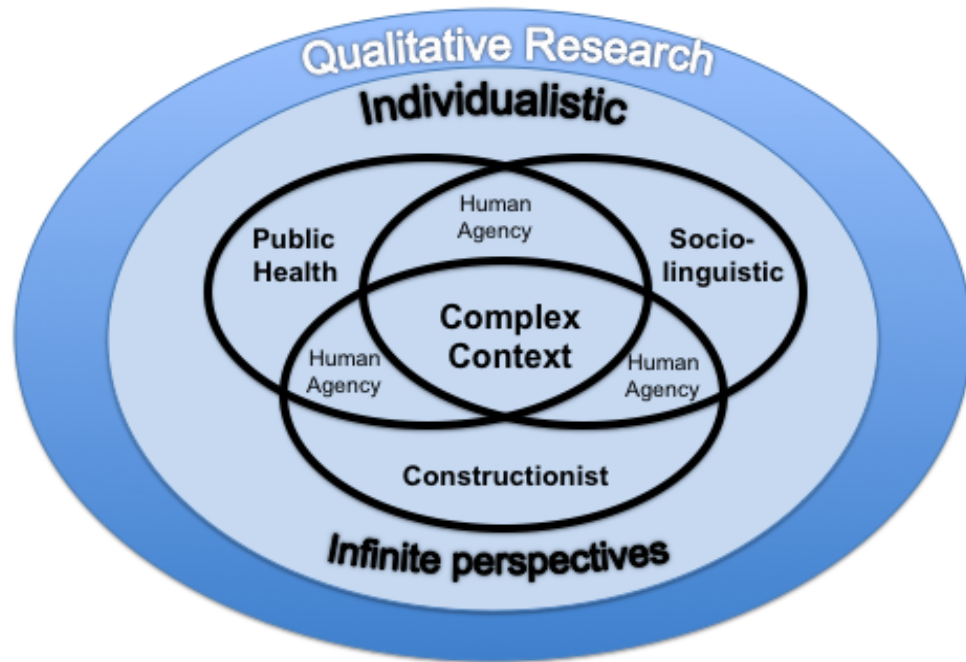 Qualitative Research
Individualistic
Human
Agency
Public
Health
Socio-
linguistic
Complex
Context
Human
Agency
Human
Agency
Constructionist
Infinite perspectives